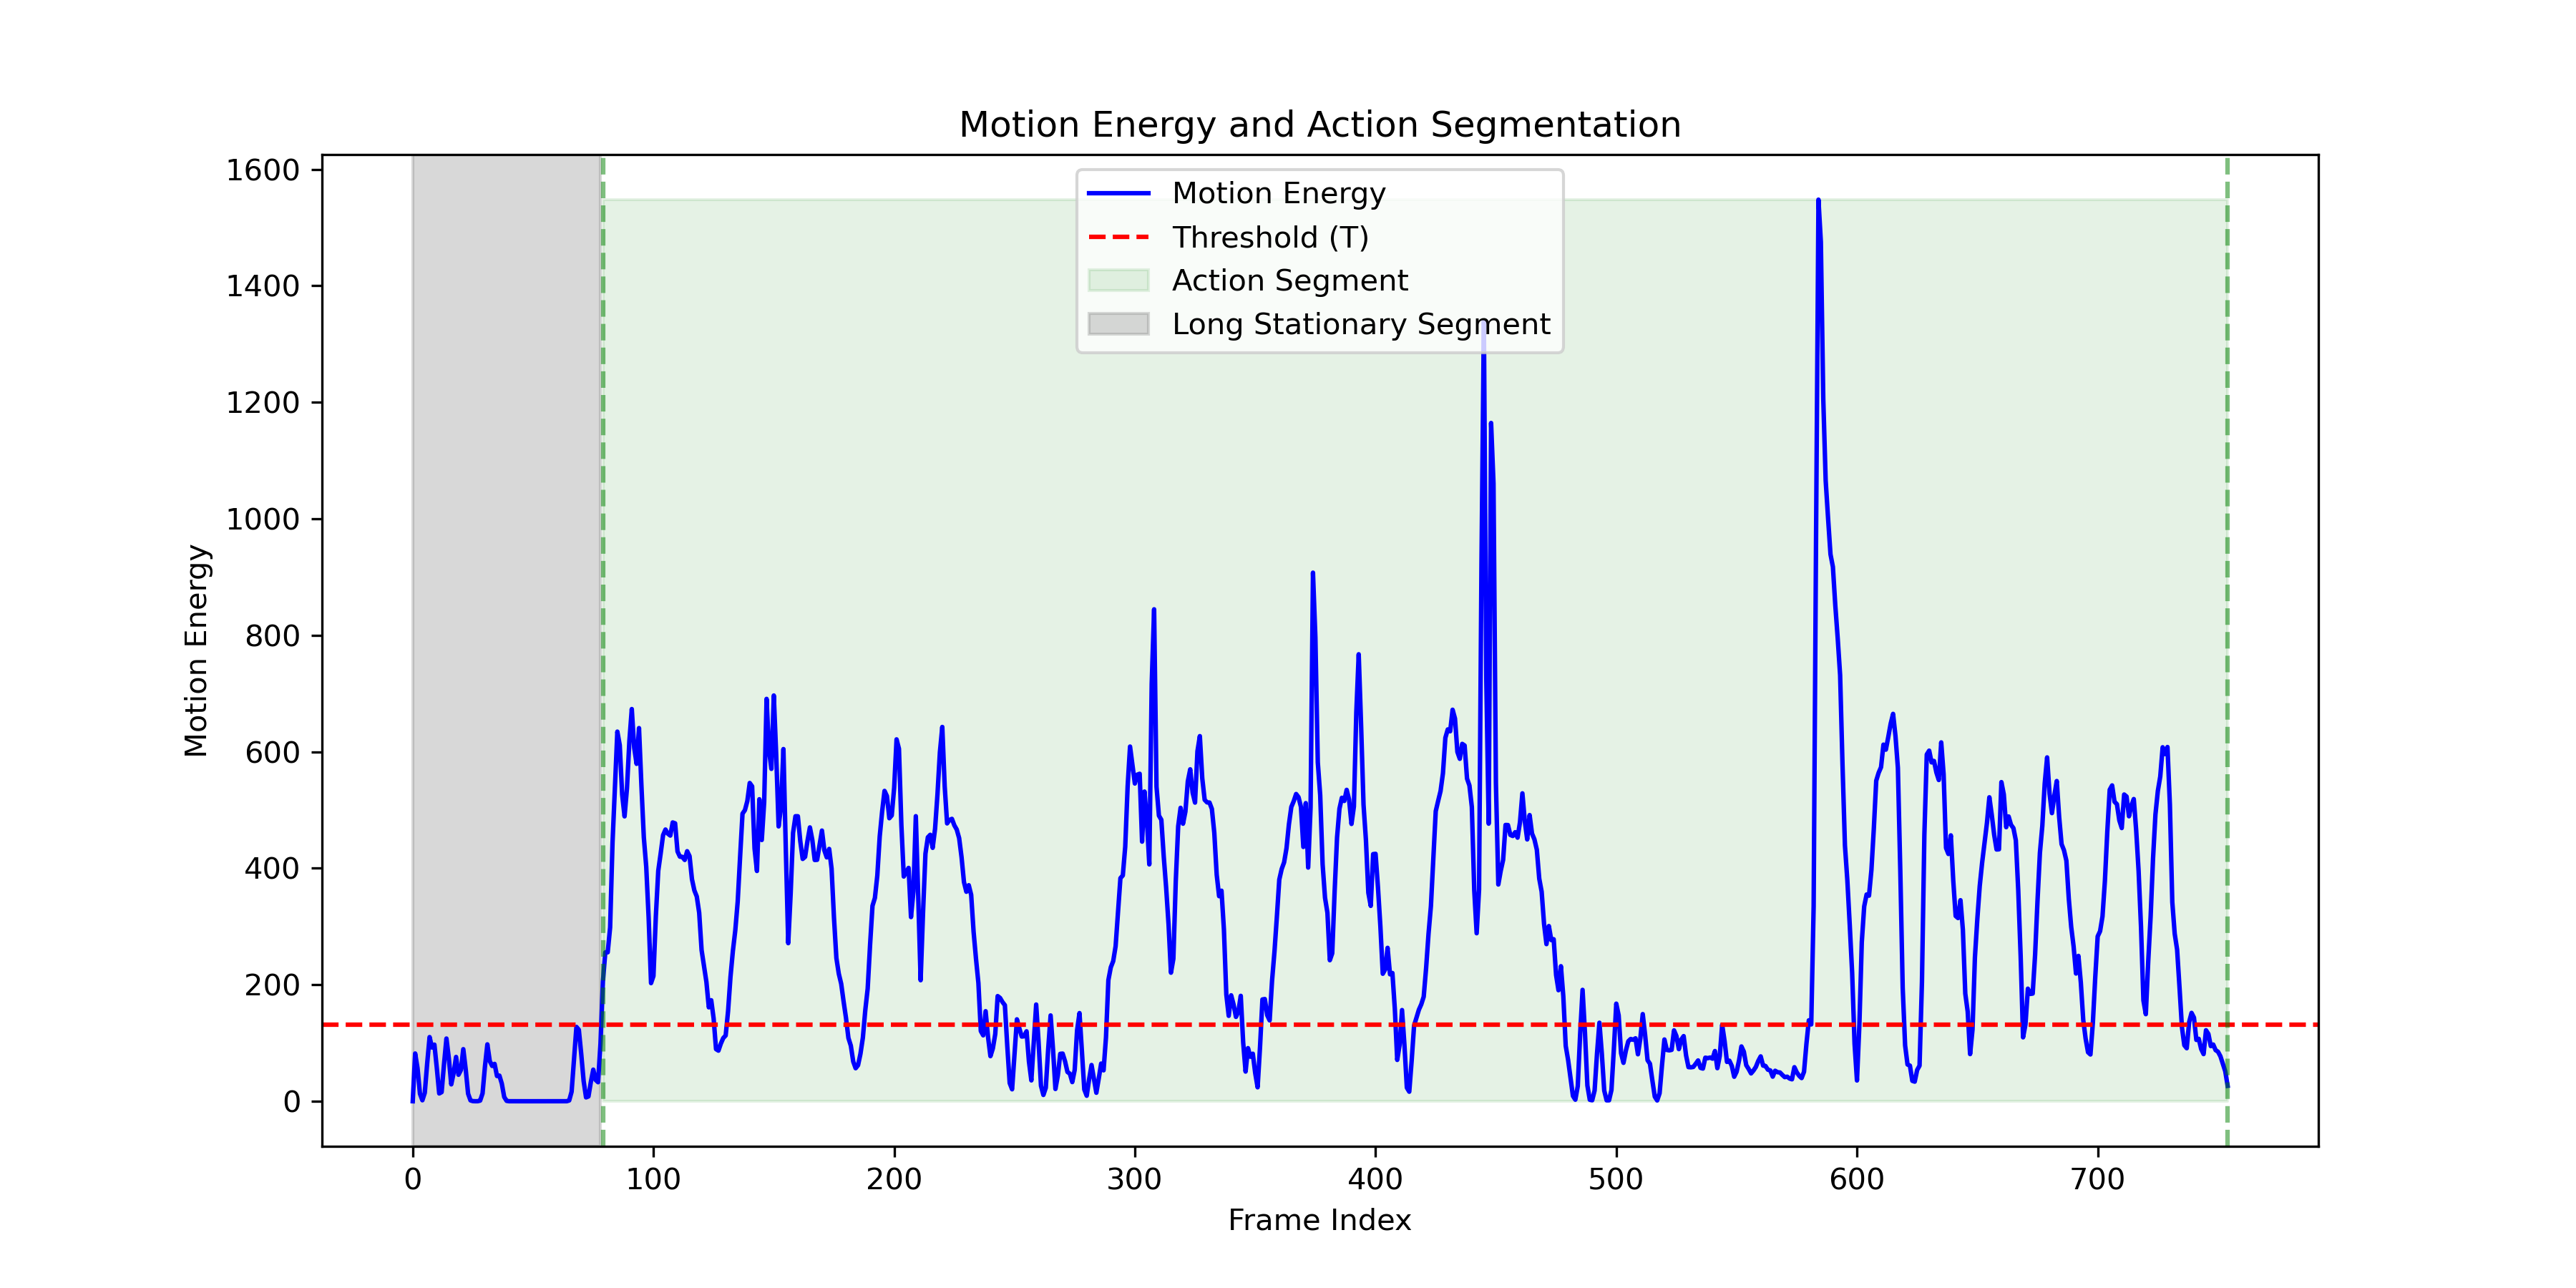 Motion Energy and Action Segmentation
Motion Energy
Threshold (T)
Action Segment
Long Stationary Segment
1600
1400
1200
1000
800
600
400
200
0
Motion Energy
0 100 200 300 400 500 600 700
Frame Index